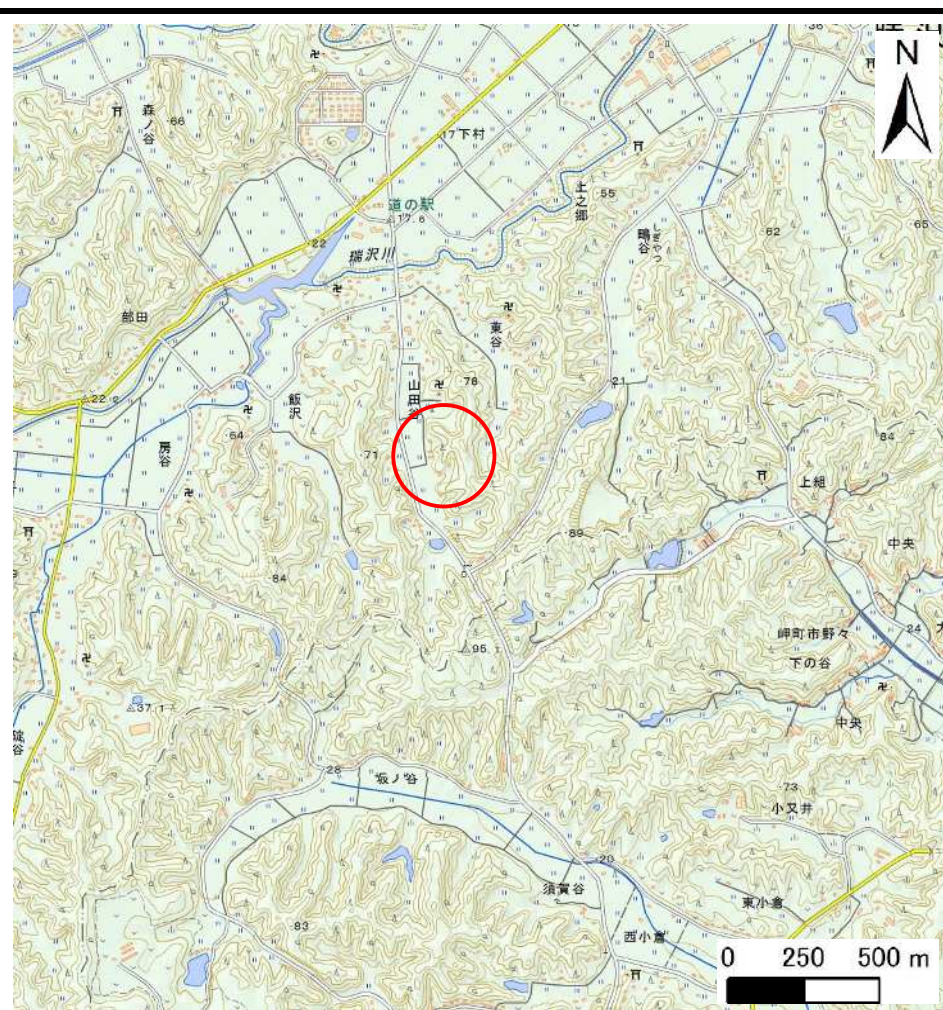 N
森ノ谷
66
17
下村
道の駅
17.6
上之郷
55
鴫谷
しぎやつ
62
65
瑞沢川
22
部田
東谷
78
山田谷
飯沢
21
22.2
房谷
64
71
84
上組
89
84
中央
岬町市野々
24
下の谷
95.1
中央
37.1
28
坂ノ谷
73
小又井
20
須賀谷
東小倉
83
西小倉
0 250 500 m